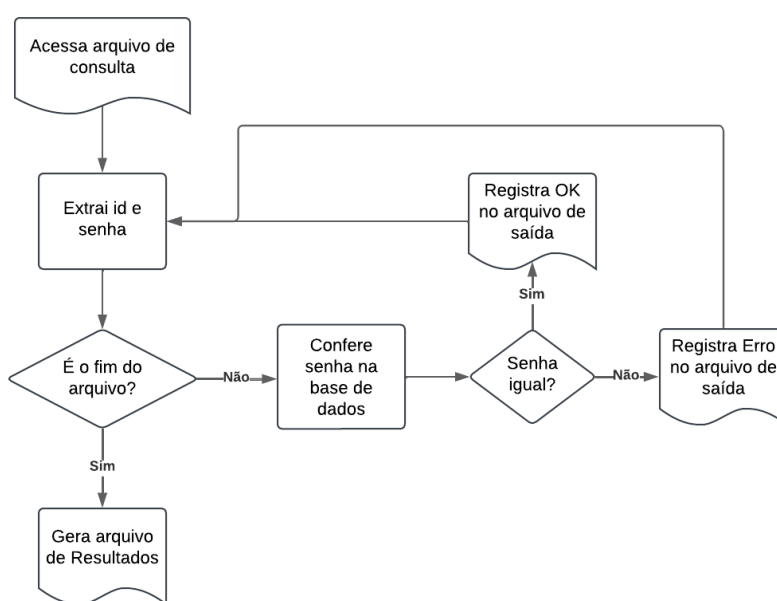 Acessa arquivo de
consulta
Extrai id e
senha
Registra OK
no arquivo de
saída
Sim
É o fim do
arquivo?
Não
Confere
senha na
base de
dados
Senha
igual?
Não
Registra Erro
no arquivo de
saída
Sim
Gera arquivo
de Resultados